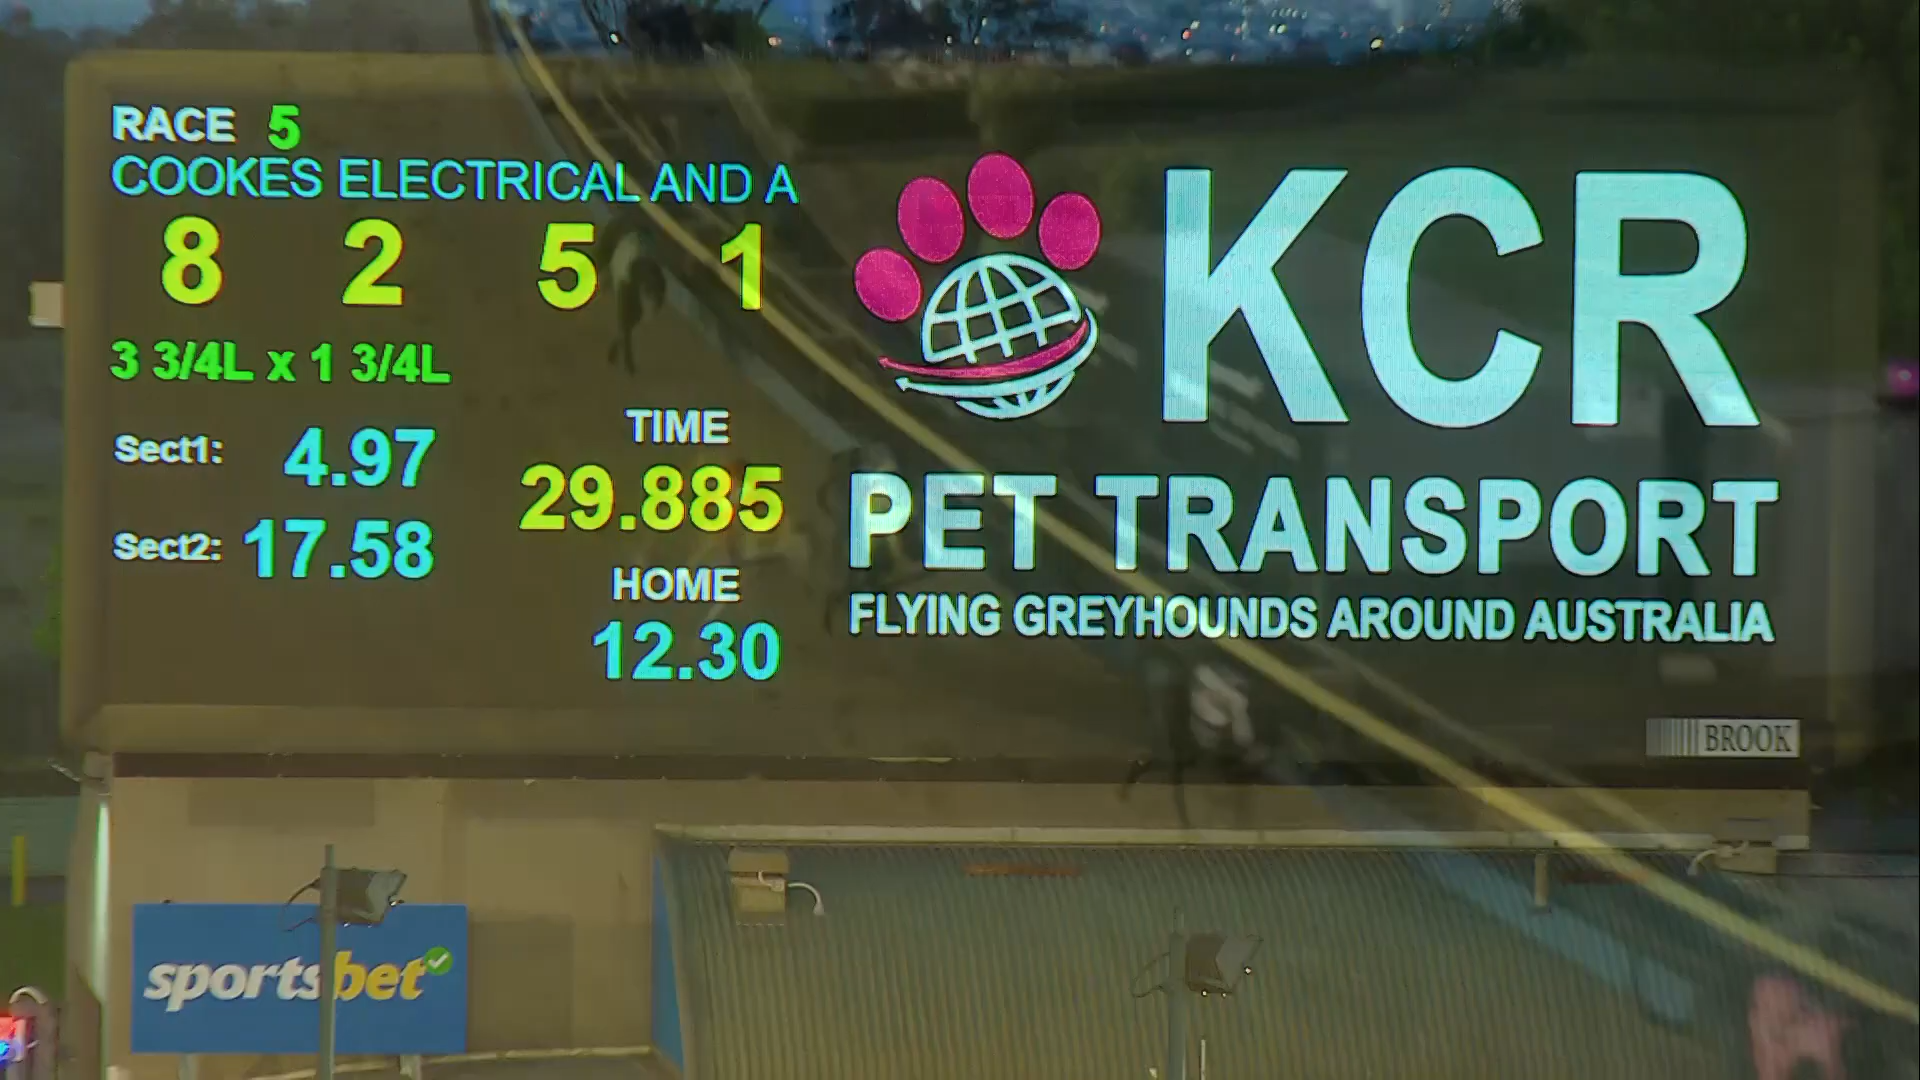 RACE 5
COOKES ELECTRICAL AND A
8 2 5 1
3 3/4L x 1 3/4L
Sect1: 4.97
Sect2: 17.58
TIME
29.885
HOME
12.30
KCR
PET TRANSPORT
FLYING GREYHOUNDS AROUND AUSTRALIA
BROOK
sportsbet